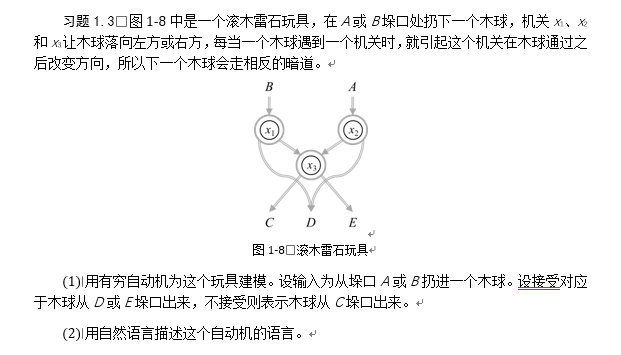 习题 1. 3□图 1-8 中是一个滚木雷石玩具，在 A 或 B 垛口处扔下一个木球，机关 x₁、x₂
和 x₃ 让木球落向左方或右方，每当一个木球遇到一个机关时，就引起这个机关在木球通过之
后改变方向，所以下一个木球会走相反的暗道。↵
B A
x₁ x₂
x₃
C D E
↵
图 1-8□滚木雷石玩具↵
(1)用有穷自动机为这个玩具建模。设输入为从垛口 A 或 B 扔进一个木球。设接受对应
于木球从 D 或 E 垛口出来，不接受则表示木球从 C 垛口出来。↵
(2)用自然语言描述这个自动机的语言。↵